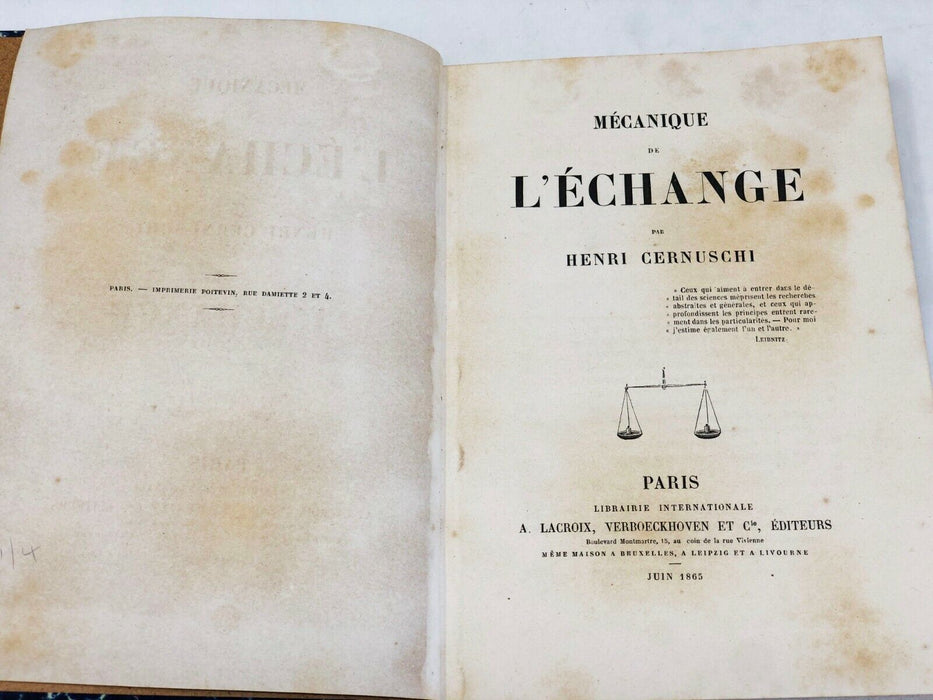 PARIS. — IMPRIMERIE POITEVIN, RUE DAMIETTE 2 ET 4.
MÉCANIQUE
DE
L'ÉCHANGE
PAR
HENRI CERNUSCHI
« Ceux qui aiment à entrer dans le dé-
« tail des sciences méprisent les recherches
« abstraites et générales, et ceux qui ap-
« profondissent les principes entrent rare-
« ment dans les particularités. — Pour moi
« j'estime également l'un et l'autre. »
LEIBNITZ
PARIS
LIBRAIRIE INTERNATIONALE
A. LACROIX, VERBOECKHOVEN ET Cie, ÉDITEURS
Boulevard Montmartre, 15, au coin de la rue Vivienne
MÊME MAISON A BRUXELLES, A LEIPZIG ET A LIVOURNE
JUIN 1865